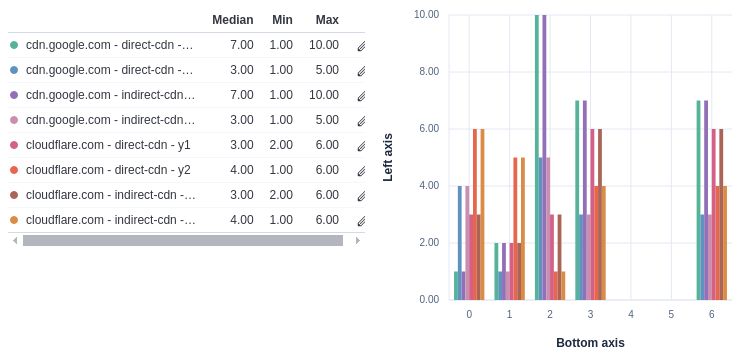 Median Min Max
cdn.google.com - direct-cdn -... 7.00 1.00 10.00
cdn.google.com - direct-cdn -... 3.00 1.00 5.00
cdn.google.com - indirect-cdn... 7.00 1.00 10.00
cdn.google.com - indirect-cdn... 3.00 1.00 5.00
cloudflare.com - direct-cdn - y1 3.00 2.00 6.00
cloudflare.com - direct-cdn - y2 4.00 1.00 6.00
cloudflare.com - indirect-cdn -... 3.00 2.00 6.00
cloudflare.com - indirect-cdn -... 4.00 1.00 6.00
Left axis
10.00
8.00
6.00
4.00
2.00
0.00
0 1 2 3 4 5 6
Bottom axis